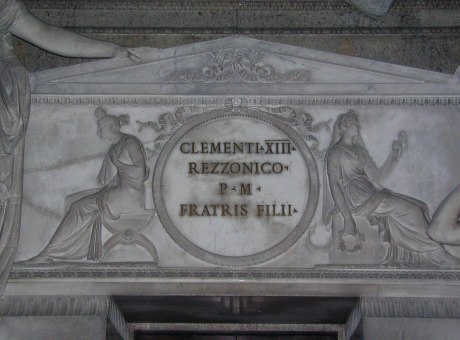 CLEMENTI·XIII·
REZZONICO·
P·M·
FRATRIS FILII·